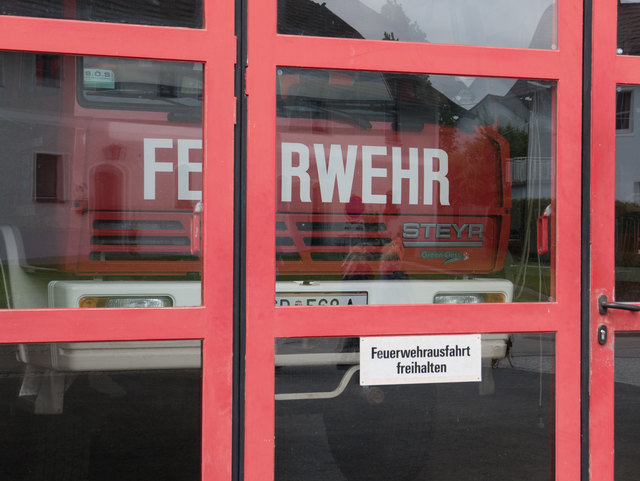 S.O.S
FE RWEHR
STEYR
Feuerwehrausfahrt
freihalten